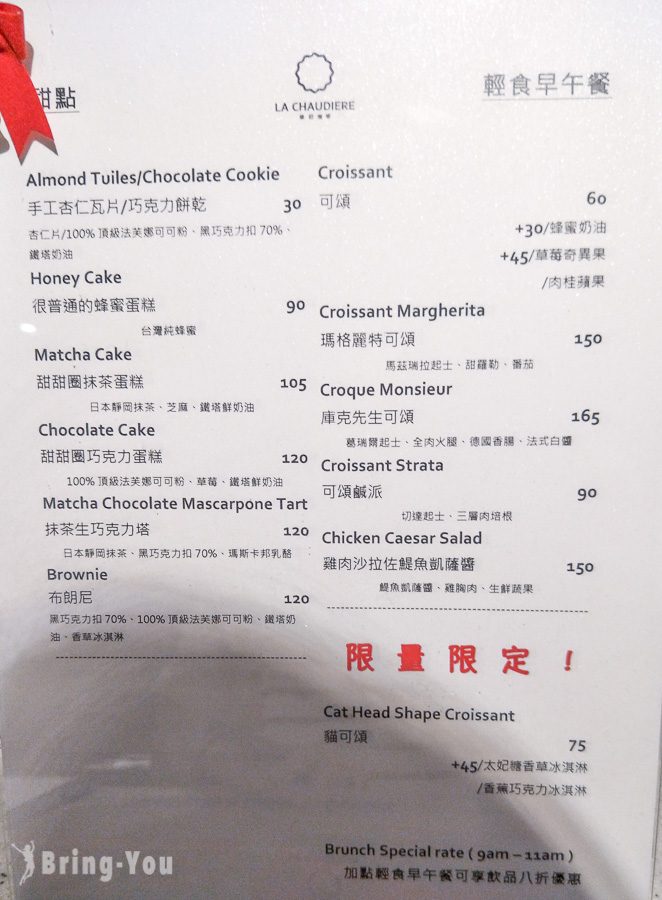 甜點
LA CHAUDIERE
輕食早午餐
Almond Tuiles/Chocolate Cookie
手工杏仁瓦片/巧克力餅乾 30
杏仁片/100% 頂級法芙娜可可粉、黑巧克力扣 70%、
鐵塔奶油
Honey Cake
很普通的蜂蜜蛋糕 90
台灣純蜂蜜
Matcha Cake
甜甜圈抹茶蛋糕 105
日本靜岡抹茶、芝麻、鐵塔鮮奶油
Chocolate Cake
甜甜圈巧克力蛋糕 120
100% 頂級法芙娜可可粉、草莓、鐵塔鮮奶油
Matcha Chocolate Mascarpone Tart
抹茶生巧克力塔 120
日本靜岡抹茶、黑巧克力扣 70%、瑪斯卡邦乳酪
Brownie
布朗尼 120
黑巧克力扣 70%、100% 頂級法芙娜可可粉、鐵塔奶
油、香草冰淇淋
Croissant
可頌 60
+30/蜂蜜奶油
+45/草莓奇異果
/肉桂蘋果
Croissant Margherita
瑪格麗特可頌 150
馬茲瑞拉起士、甜羅勒、番茄
Croque Monsieur
庫克先生可頌 165
葛瑞爾起士、全肉火腿、德國香腸、法式白醬
Croissant Strata
可頌鹹派 90
切達起士、三層肉培根
Chicken Caesar Salad
雞肉沙拉佐鯷魚凱薩醬 150
鯷魚凱薩醬、雞胸肉、生鮮蔬果
限量限定！
Cat Head Shape Croissant
貓可頌 75
+45/太妃糖香草冰淇淋
/香蕉巧克力冰淇淋
Brunch Special rate ( 9am – 11am )
加點輕食早午餐可享飲品八折優惠
Bring-You